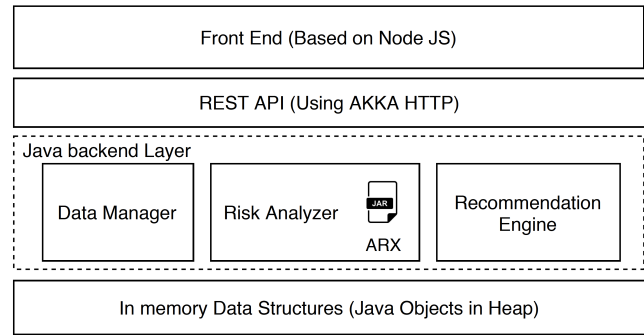 Front End (Based on Node JS)
REST API (Using AKKA HTTP)
Java backend Layer
Data Manager
Risk Analyzer
JAR
ARX
Recommendation
Engine
In memory Data Structures (Java Objects in Heap)